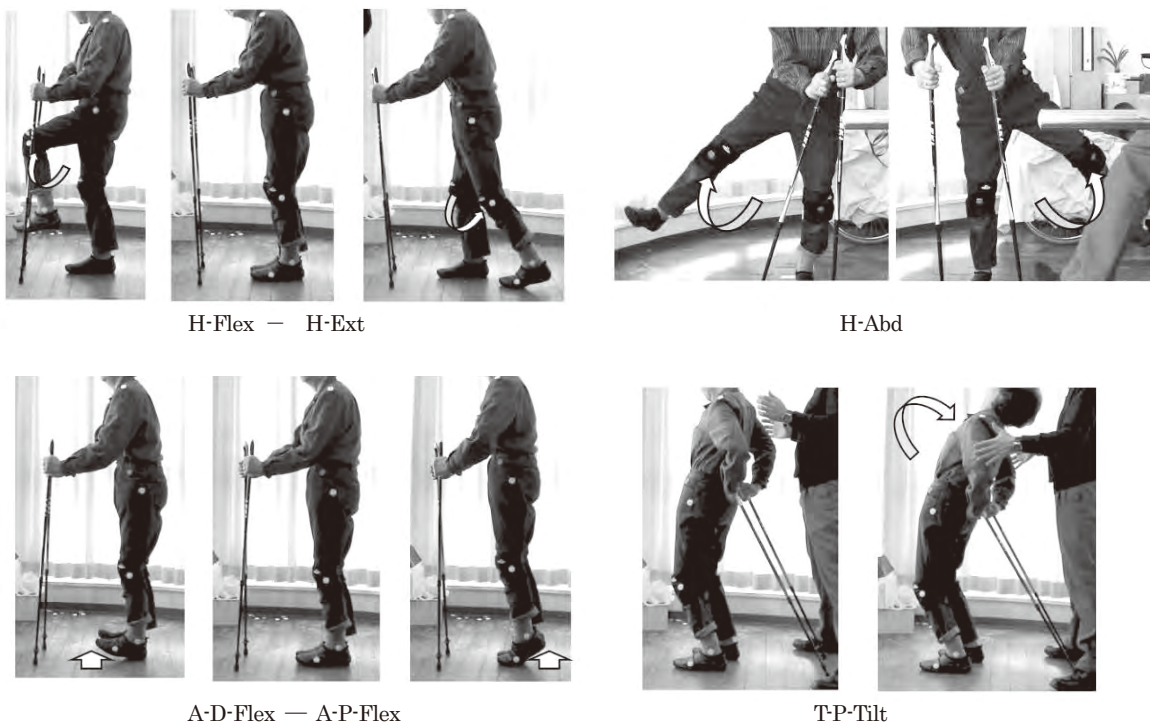 H-Flex － H-Ext
H-Abd
A-D-Flex — A-P-Flex
T-P-Tilt